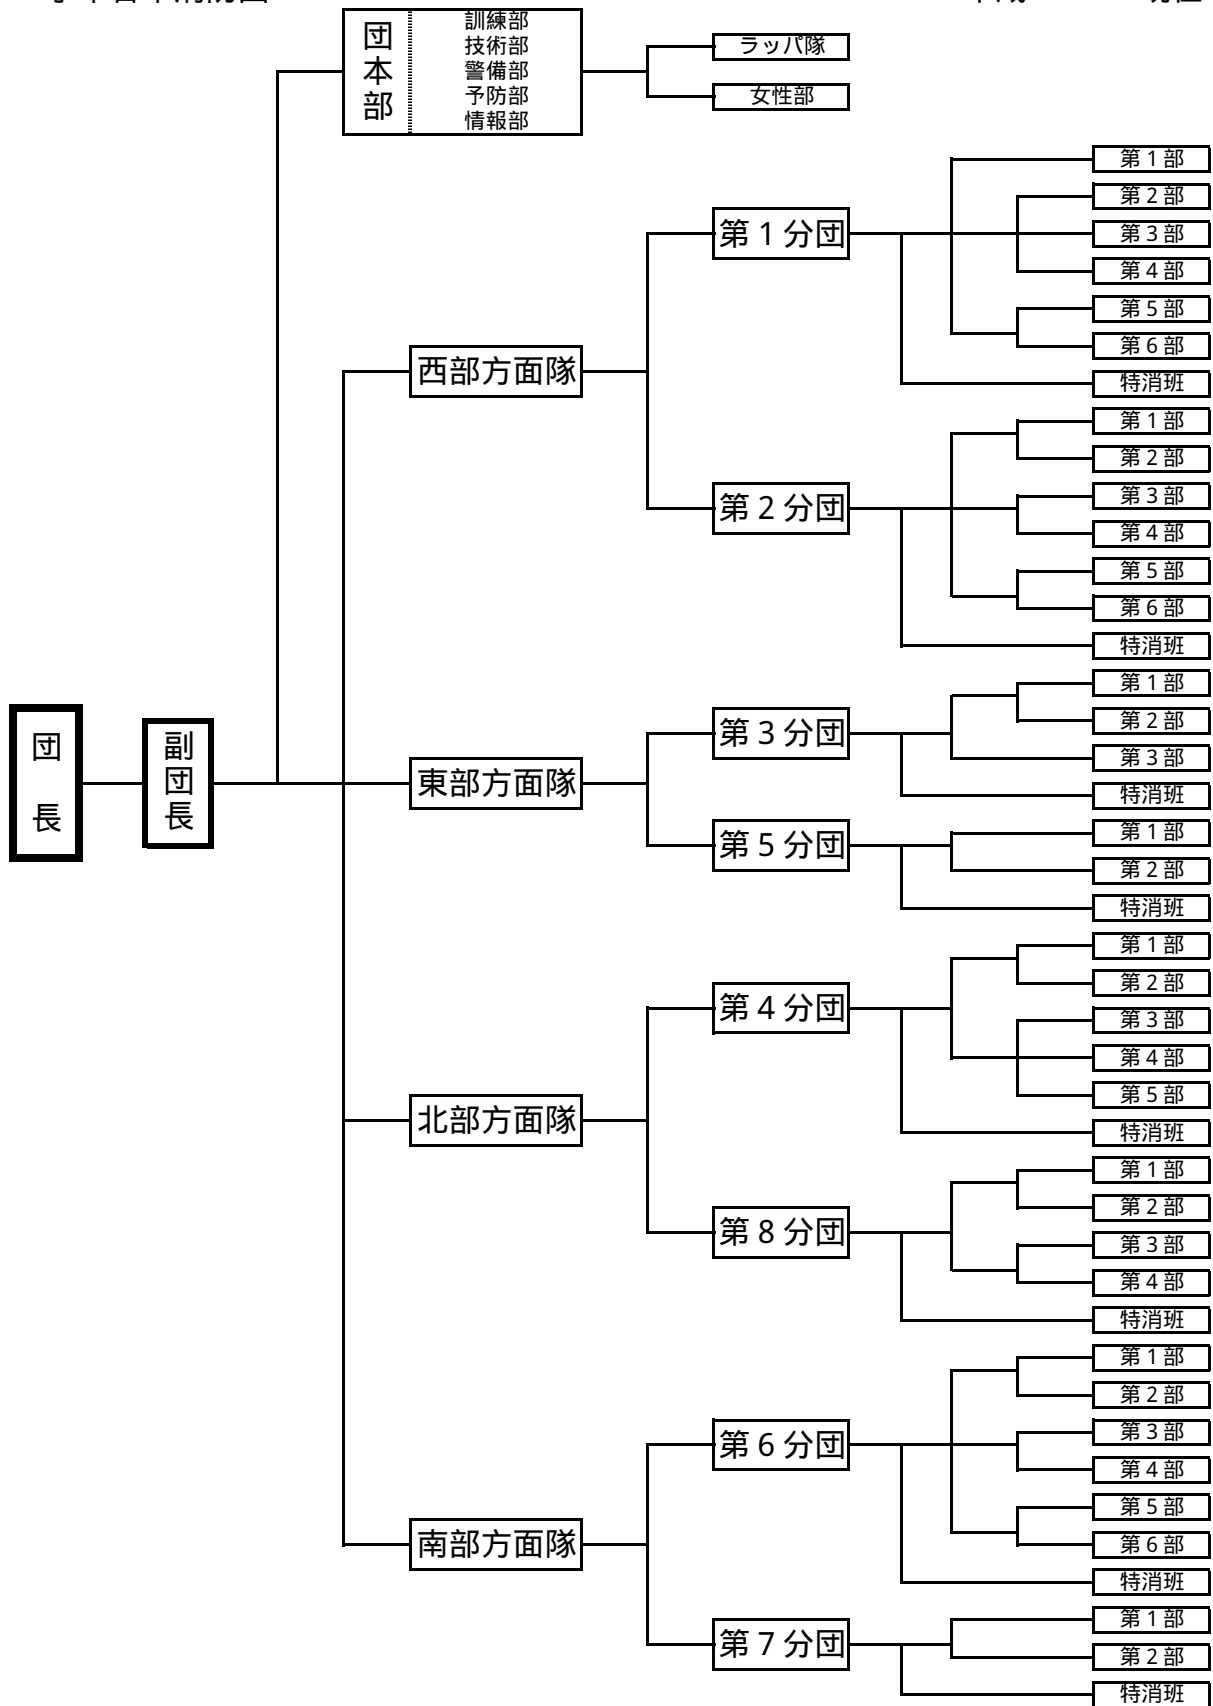 団本部
訓練部
技術部
警備部
予防部
情報部
ラッパ隊
女性部
団長
副団長
西部方面隊
第1分団
第1部
第2部
第3部
第4部
第5部
第6部
特消班
第2分団
第1部
第2部
第3部
第4部
第5部
第6部
特消班
東部方面隊
第3分団
第1部
第2部
第3部
特消班
第5分団
第1部
第2部
特消班
北部方面隊
第4分団
第1部
第2部
第3部
第4部
第5部
特消班
第8分団
第1部
第2部
第3部
第4部
特消班
南部方面隊
第6分団
第1部
第2部
第3部
第4部
第5部
第6部
特消班
第7分団
第1部
第2部
特消班